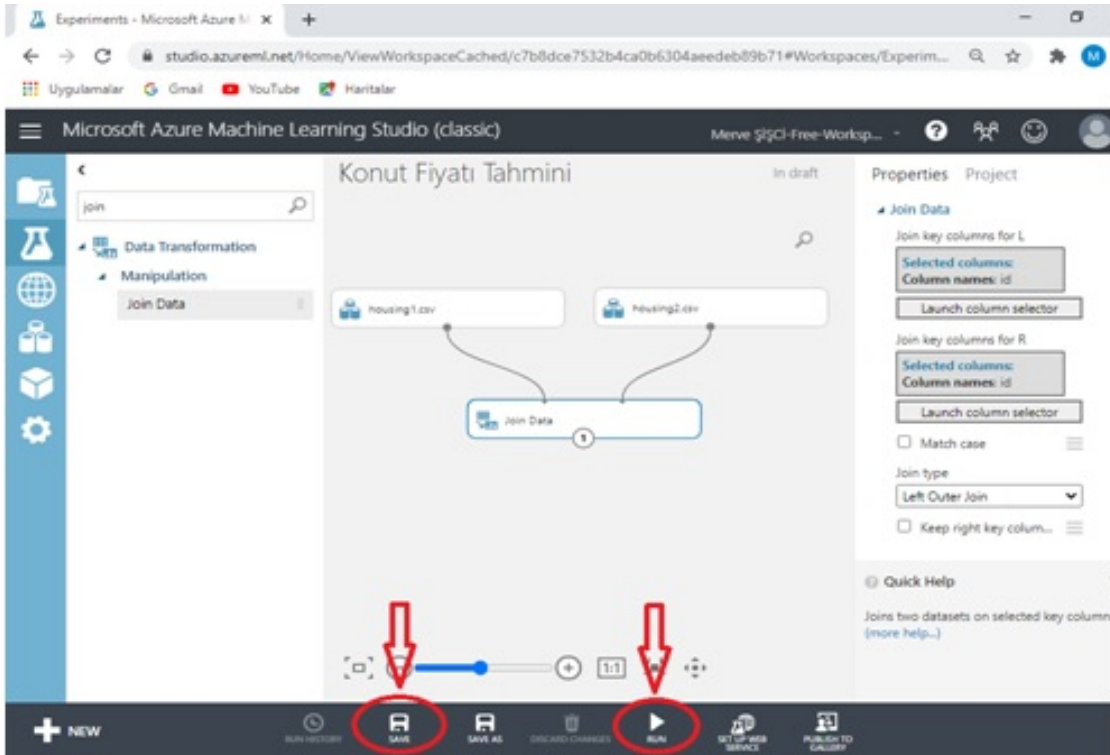 Experiments - Microsoft Azure M
studio.azureml.net/Home/ViewWorkspaceCached/c7b8dce7532b4ca0b6304aeedeb89b71#Workspaces/Experim...
M
Uygulamalar Gmail YouTube Haritalar
Microsoft Azure Machine Learning Studio (classic)
Merve ŞİŞCİ-Free-Worksp...
join
Data Transformation
Manipulation
Join Data
Konut Fiyatı Tahmini
In draft
housing1.csv
housing2.csv
Join Data
1
1:1
Properties Project
Join Data
Join key columns for L
Selected columns:
Column names: id
Launch column selector
Join key columns for R
Selected columns:
Column names: id
Launch column selector
Match case
Join type
Left Outer Join
Keep right key colum...
Quick Help
Joins two datasets on selected key column
(more help...)
NEW
RUN HISTORY
SAVE
SAVE AS
DISCARD CHANGES
RUN
SET UP WEB
SERVICE
PUBLISH TO
GALLERY